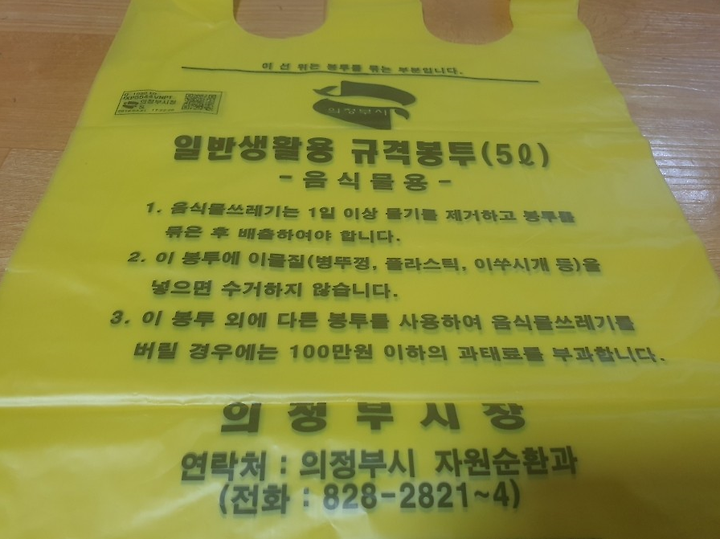 이 선 위는 봉투를 묶는 부분입니다.
의정부시
의정부시
일반생활용 규격봉투(5ℓ)
-음식물용-
1. 음식물쓰레기는 1일 이상 물기를 제거하고 봉투를
묶은 후 배출하여야 합니다.
2. 이 봉투에 이물질(병뚜껑, 플라스틱, 이쑤시개 등)을
넣으면 수거하지 않습니다.
3. 이 봉투 외에 다른 봉투를 사용하여 음식물쓰레기를
버릴 경우에는 100만원 이하의 과태료를 부과합니다.
의정부시장
연락처 : 의정부시 자원순환과
(전화 : 828-2821~4)